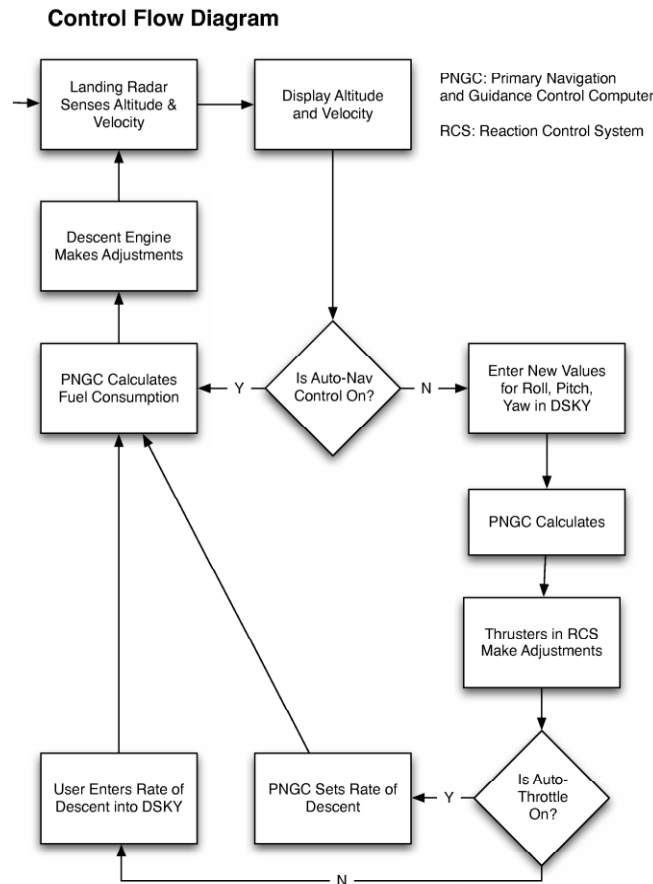 Control Flow Diagram
Landing Radar
Senses Altitude &
Velocity
Display Altitude
and Velocity
PNGC: Primary Navigation
and Guidance Control Computer
RCS: Reaction Control System
Descent Engine
Makes Adjustments
PNGC Calculates
Fuel Consumption
Y
Is Auto-Nav
Control On?
N
Enter New Values
for Roll, Pitch,
Yaw in DSKY
PNGC Calculates
Thrusters in RCS
Make Adjustments
User Enters Rate of
Descent into DSKY
PNGC Sets Rate of
Descent
Y
Is Auto-
Throttle
On?
N